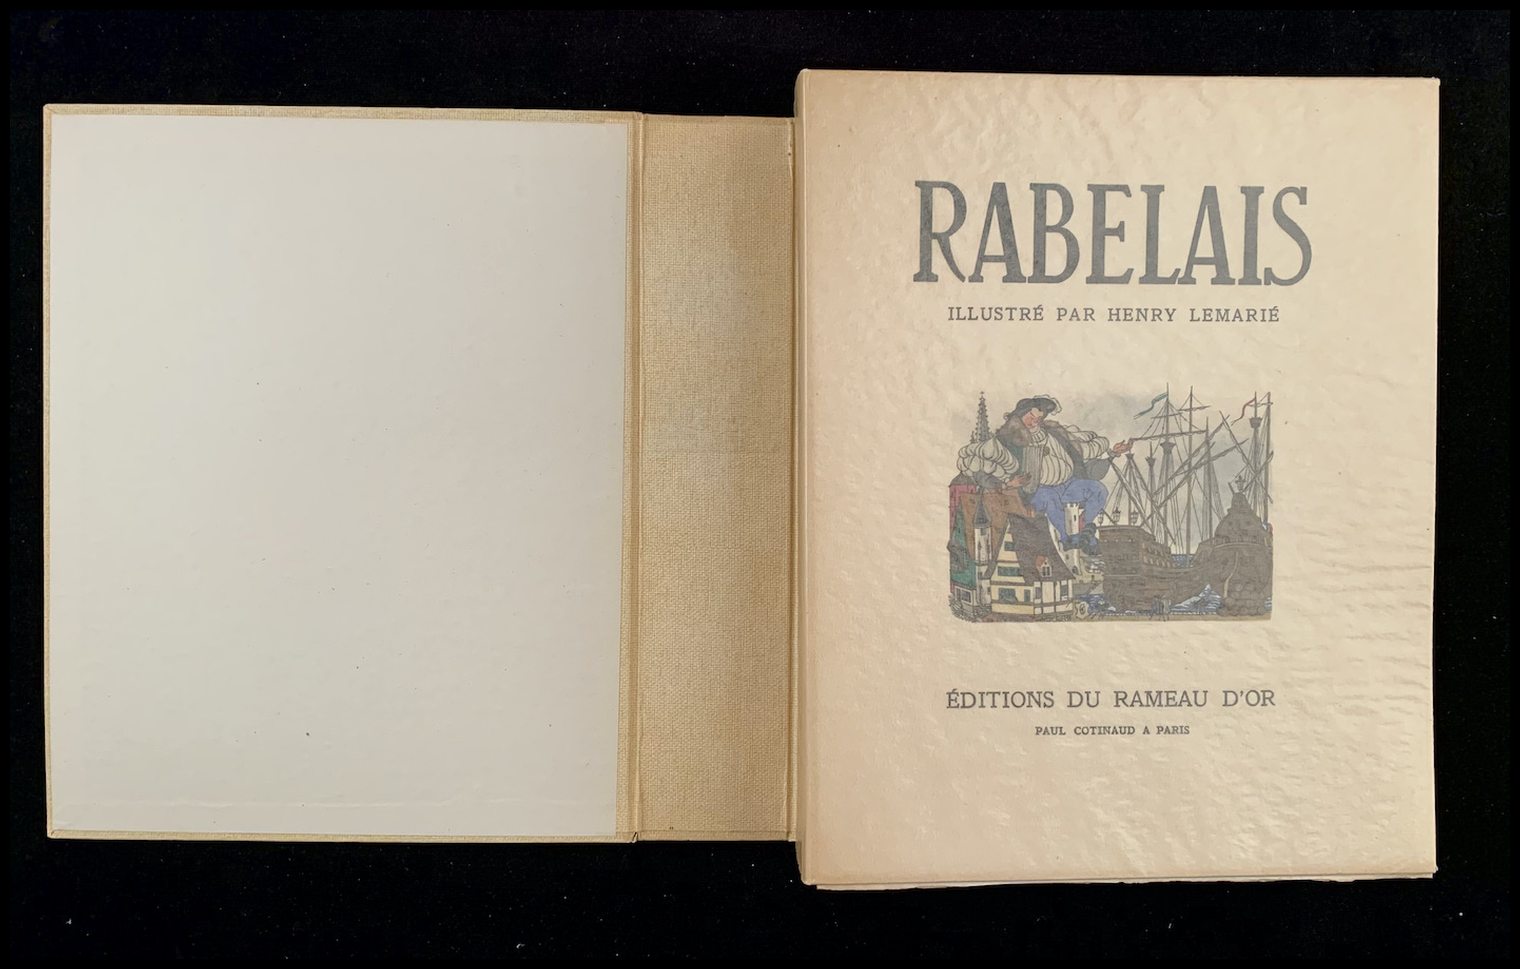 RABELAIS
ILLUSTRÉ PAR HENRY LEMARIÉ
ÉDITIONS DU RAMEAU D'OR
PAUL COTINAUD A PARIS